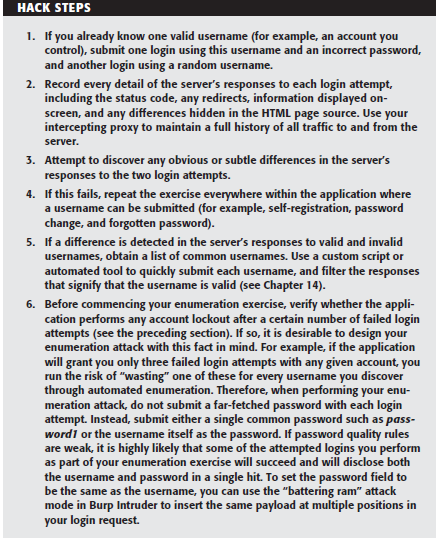 HACK STEPS
1. If you already know one valid username (for example, an account you
control), submit one login using this username and an incorrect password,
and another login using a random username.
2. Record every detail of the server's responses to each login attempt,
including the status code, any redirects, information displayed on-
screen, and any differences hidden in the HTML page source. Use your
intercepting proxy to maintain a full history of all traffic to and from the
server.
3. Attempt to discover any obvious or subtle differences in the server's
responses to the two login attempts.
4. If this fails, repeat the exercise everywhere within the application where
a username can be submitted (for example, self-registration, password
change, and forgotten password).
5. If a difference is detected in the server's responses to valid and invalid
usernames, obtain a list of common usernames. Use a custom script or
automated tool to quickly submit each username, and filter the responses
that signify that the username is valid (see Chapter 14).
6. Before commencing your enumeration exercise, verify whether the appli-
cation performs any account lockout after a certain number of failed login
attempts (see the preceding section). If so, it is desirable to design your
enumeration attack with this fact in mind. For example, if the application
will grant you only three failed login attempts with any given account, you
run the risk of "wasting" one of these for every username you discover
through automated enumeration. Therefore, when performing your enu-
meration attack, do not submit a far-fetched password with each login
attempt. Instead, submit either a single common password such as pass-
word1 or the username itself as the password. If password quality rules
are weak, it is highly likely that some of the attempted logins you perform
as part of your enumeration exercise will succeed and will disclose both
the username and password in a single hit. To set the password field to
be the same as the username, you can use the "battering ram" attack
mode in Burp Intruder to insert the same payload at multiple positions in
your login request.